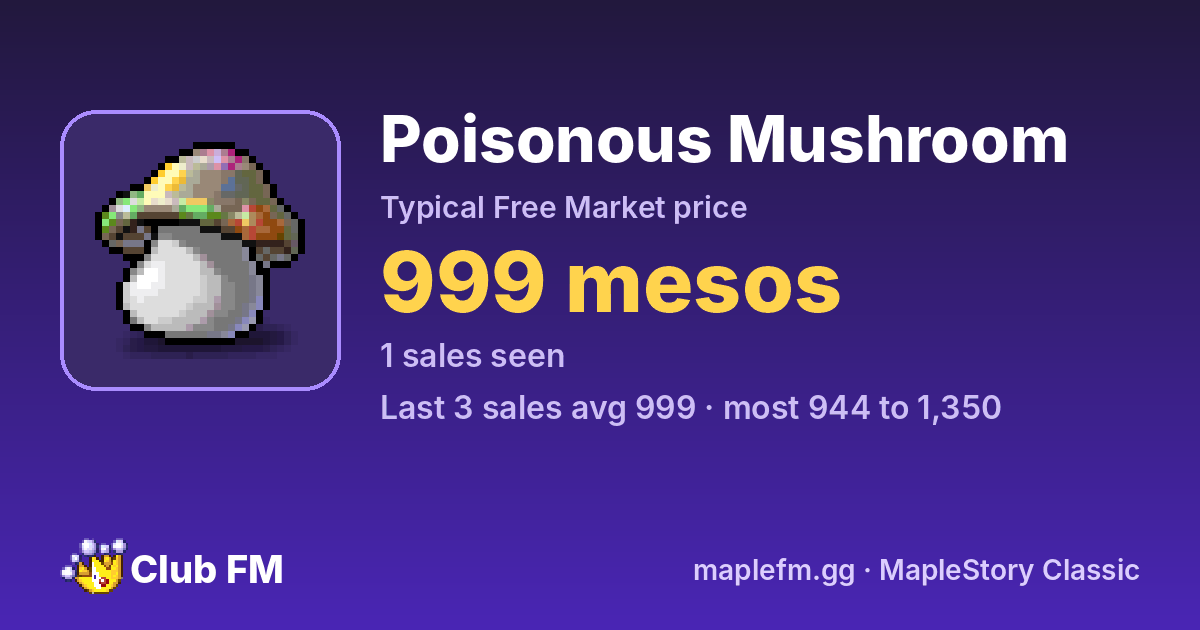 Poisonous Mushroom
Typical Free Market price
999 mesos
1 sales seen
Last 3 sales avg 999 · most 944 to 1,350
Club FM
maplefm.gg · MapleStory Classic